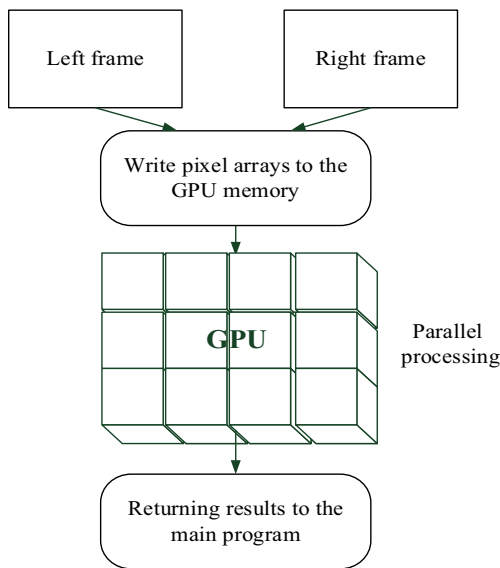 Left frame
Right frame
Write pixel arrays to the
GPU memory
GPU
Parallel
processing
Returning results to the
main program